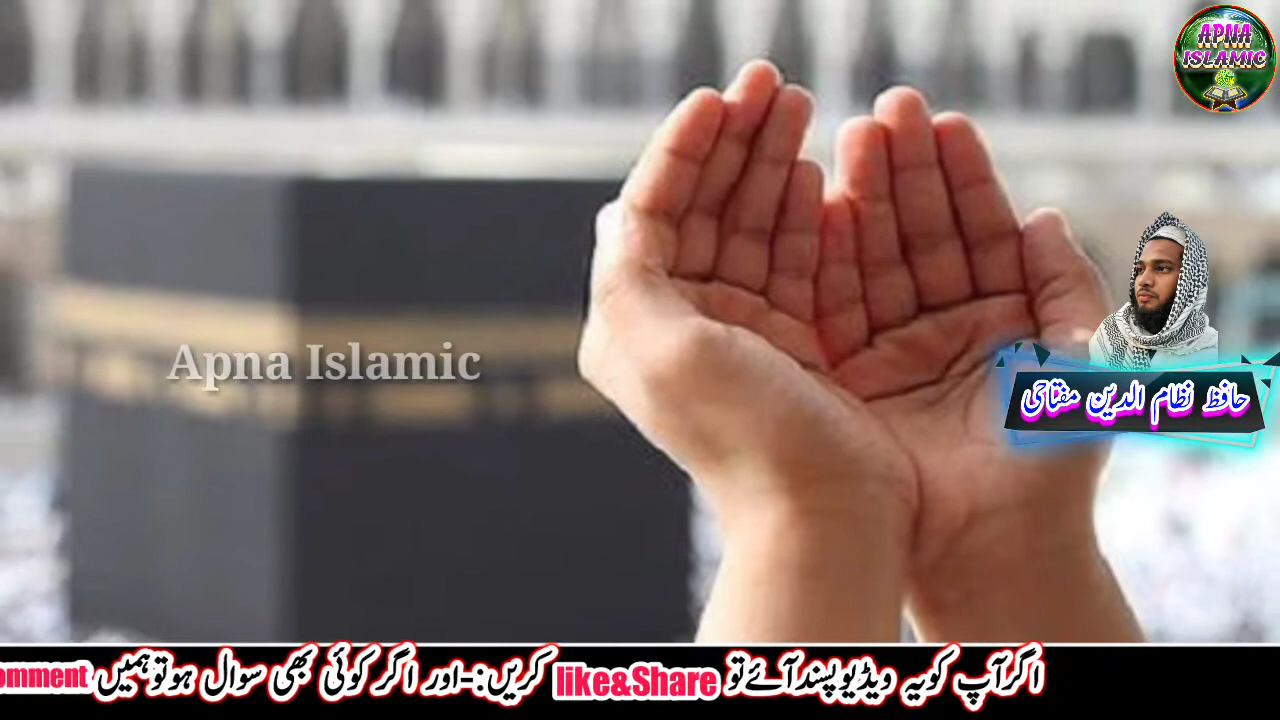 APNA
ISLAMIC
Apna Islamic
حافظ نظام الدین مفتاحی
اگر آپ کو یہ ویڈیو پسند آئے تو like&Share کریں:-اور اگر کوئی بھی سوال ہو تو ہمیں